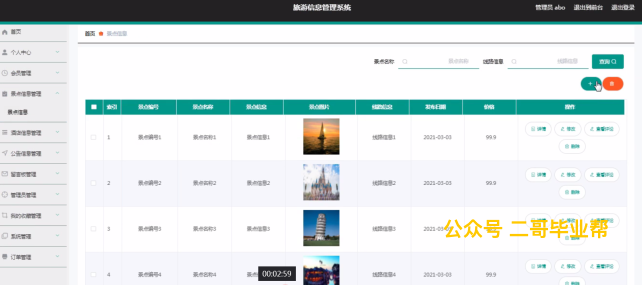 旅游信息管理系统
管理员 abo 退出到前台 退出登录
首页
个人中心
会员管理
景点信息管理
景点信息
酒店信息管理
公告信息管理
留言板管理
管理员管理
我的收藏管理
系统管理
订单管理
首页 景点信息
景点名称 景点名称 线路信息 线路信息 查询
索引 景点编号 景点名称 景点信息 景点图片 线路信息 发布日期 价格 操作
1 景点编号1 景点名称1 景点信息1 线路信息1 2021-03-03 99.9 详情 修改 查看评论
删除
2 景点编号2 景点名称2 景点信息2 线路信息2 2021-03-03 99.9 详情 修改 查看评论
删除
3 景点编号3 景点名称3 景点信息3 线路信息3 2021-03-03 99.9 详情 修改 查看评论
删除
公众号 二哥毕业帮
4 景点编号4 景点名称4 景点信息4 线路信息4 2021-03-03 99.9 详情 修改 查看评论
00:02:59